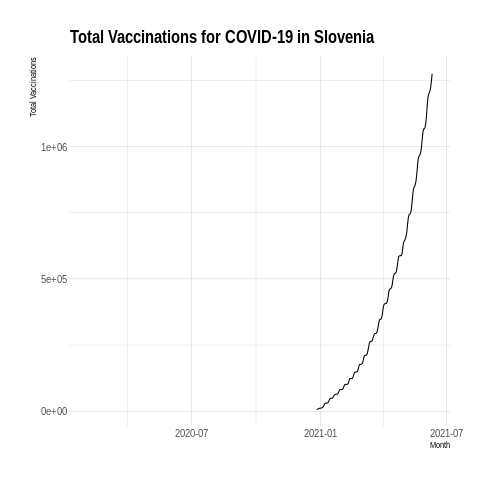 Total Vaccinations for COVID-19 in Slovenia
Total Vaccinations
1e+06
5e+05
0e+00
2020-07
2021-01
2021-07
Month